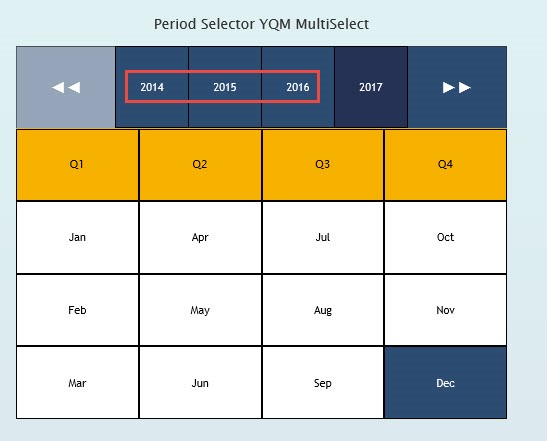 Period Selector YQM MultiSelect
◀◀ 2014 2015 2016 2017 ▶▶
Q1 Q2 Q3 Q4
Jan Apr Jul Oct
Feb May Aug Nov
Mar Jun Sep Dec